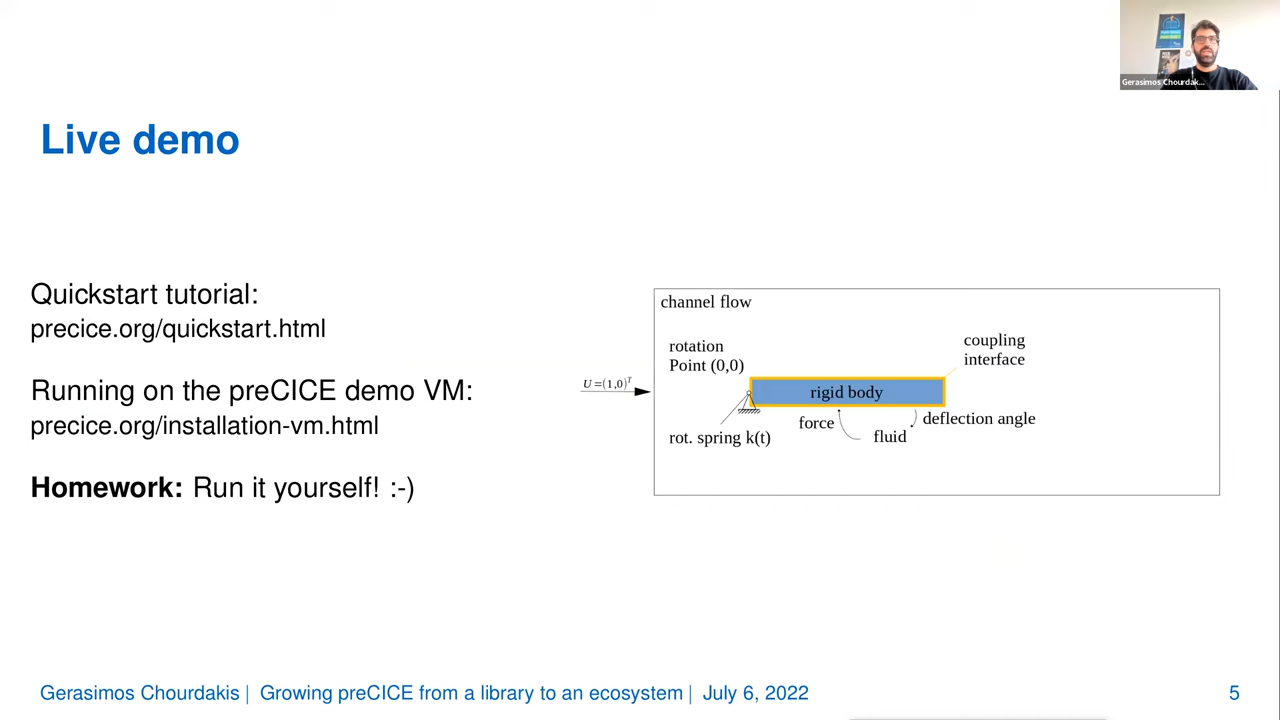 Gerasimos Chourdak...
Live demo
Quickstart tutorial:
precice.org/quickstart.html
Running on the preCICE demo VM:
precice.org/installation-vm.html
Homework: Run it yourself! :-)
channel flow
rotation
Point (0,0)
coupling
interface
U=(1,0)ᵀ
rigid body
force
deflection angle
fluid
rot. spring k(t)
Gerasimos Chourdakis | Growing preCICE from a library to an ecosystem | July 6, 2022
5